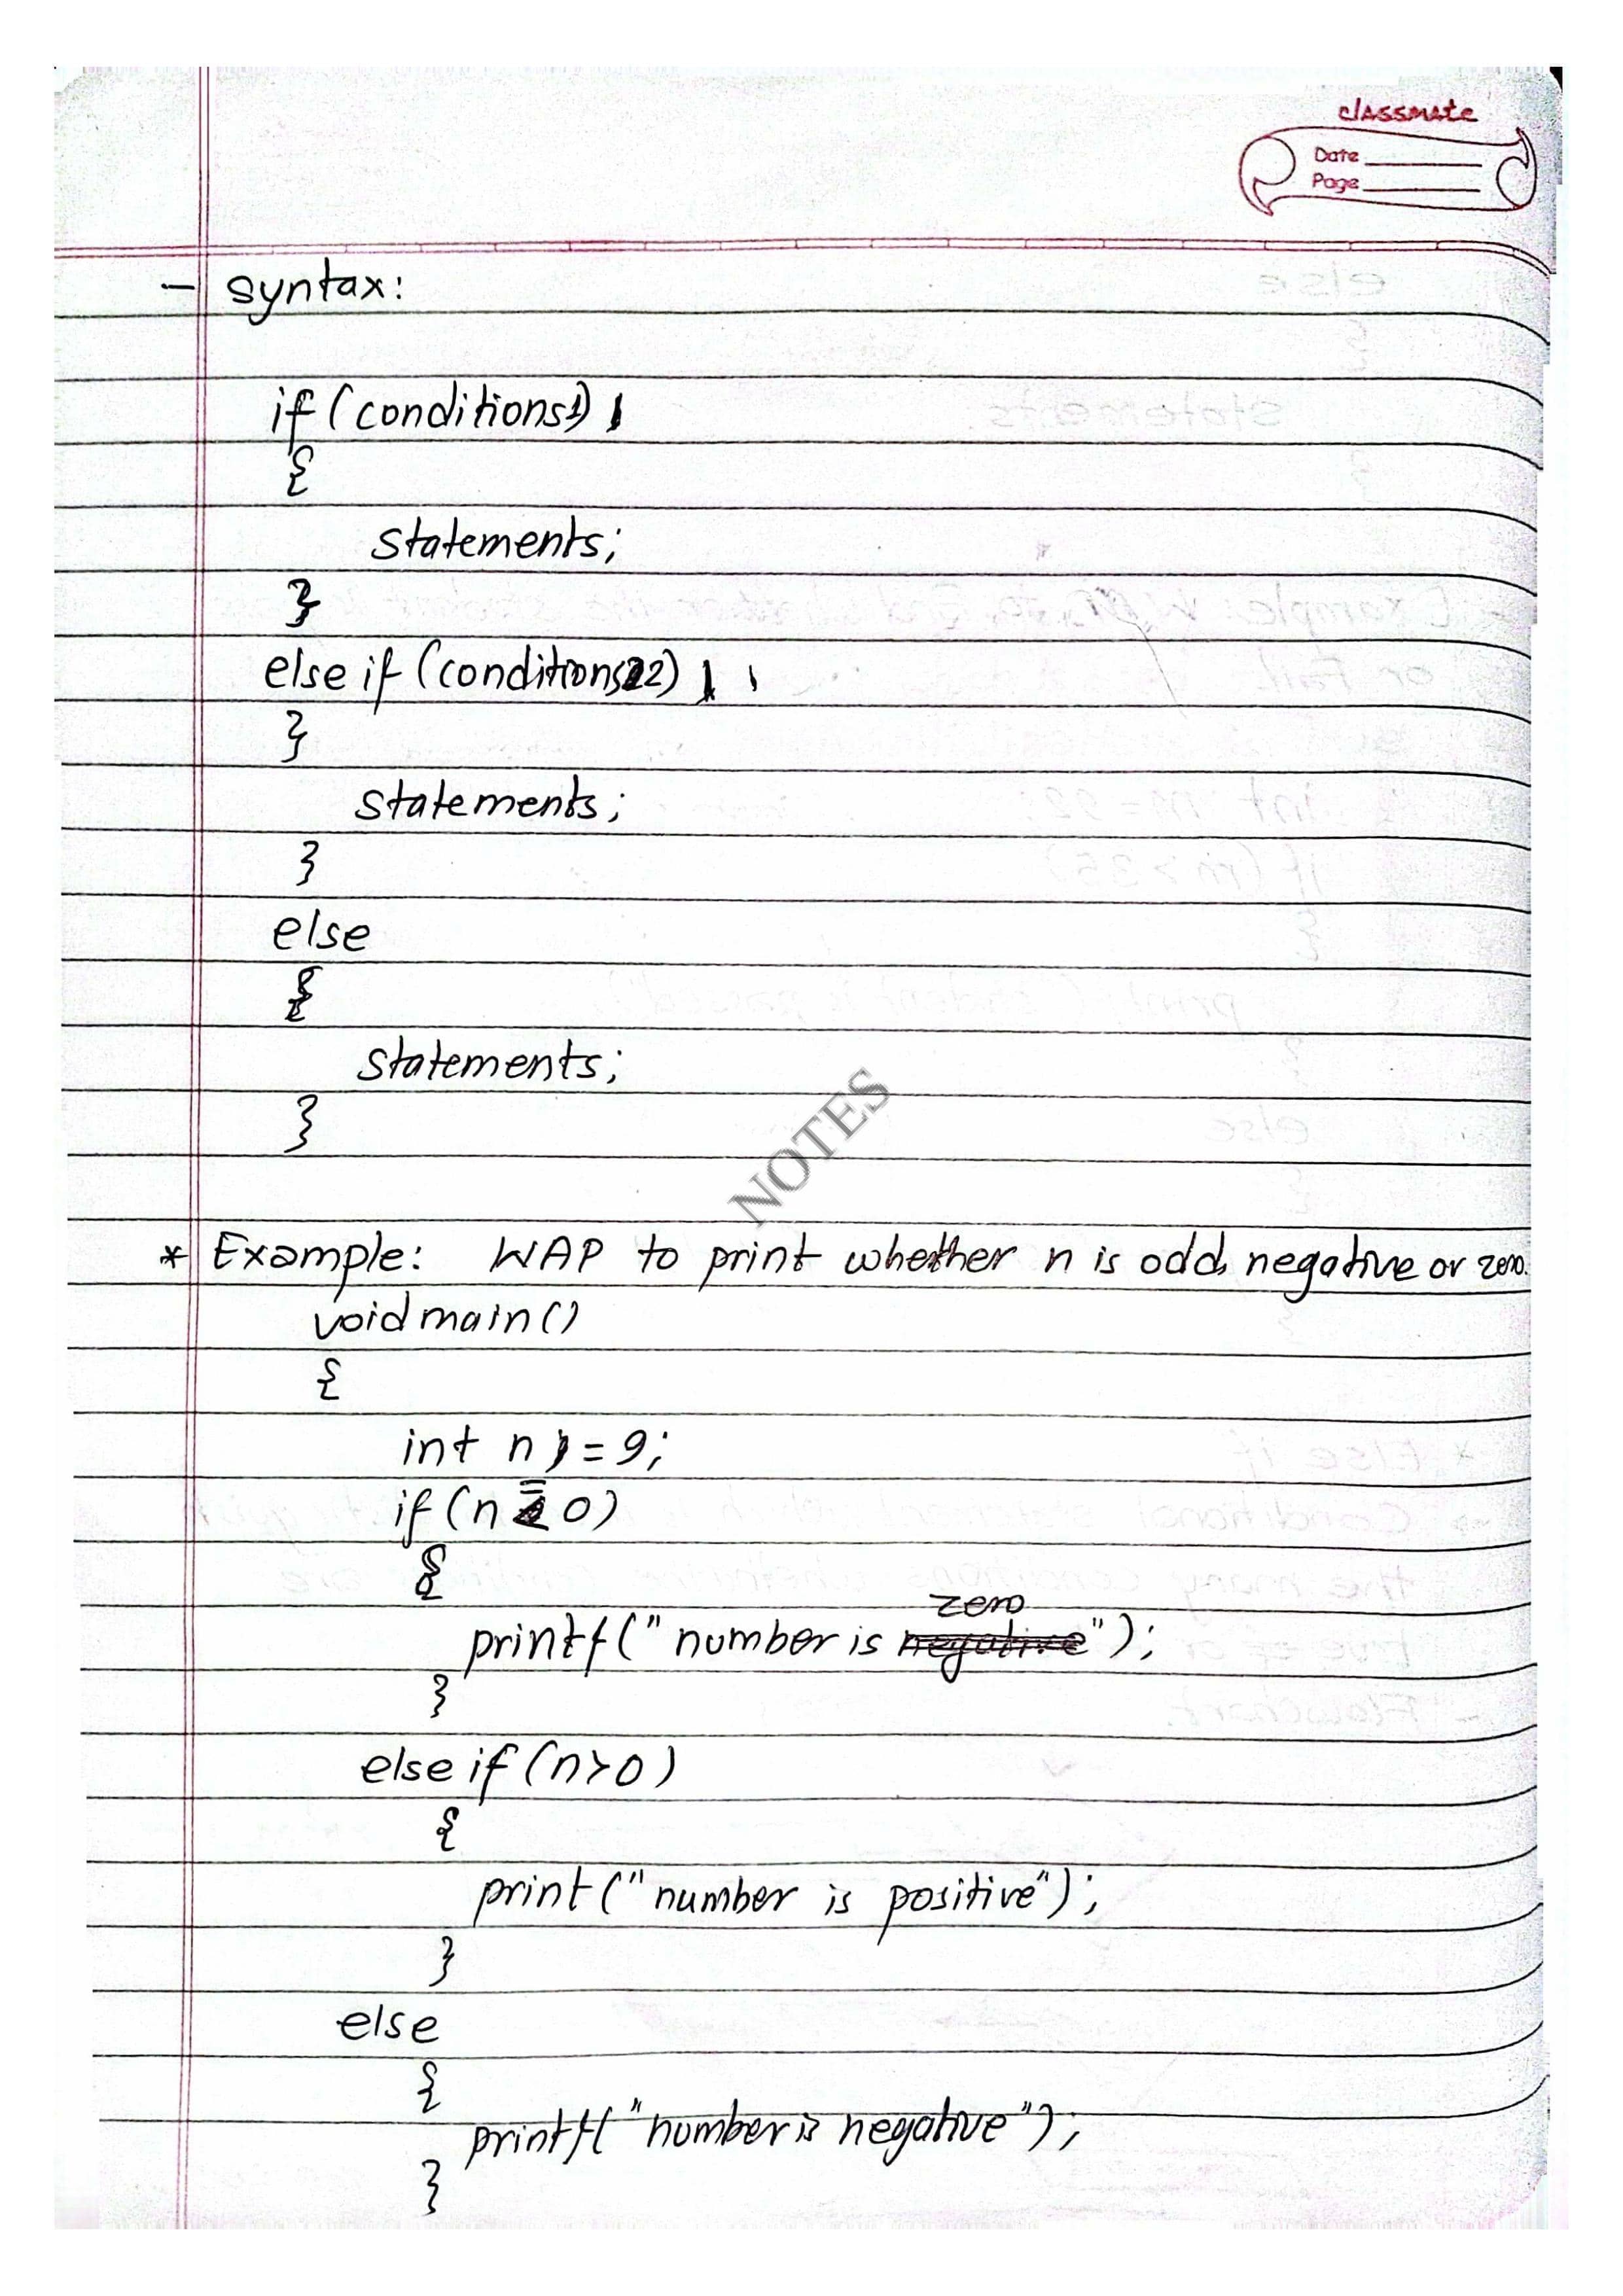 classmate
Date
Page
- syntax:
if (conditions1)
{
statements;
}
else if (conditions22)
}
statements;
}
else
{
statements;
}
NOTES
* Example: WAP to print whether n is odd, negative or zero.
void main()
{
int n = 9;
if (n = 0)
{
zero
printf(" number is negative");
}
else if (n>0)
{
print("number is positive");
}
else
{
printf("number is negative");
}